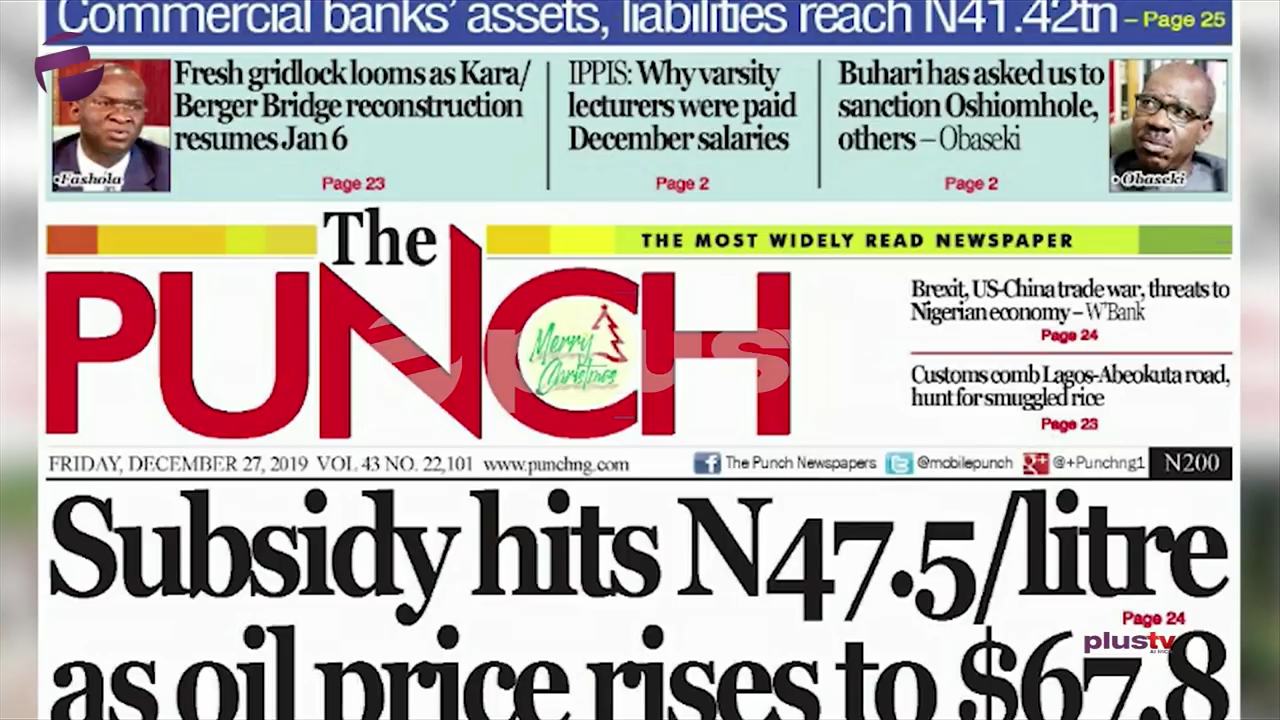 Commercial banks' assets, liabilities reach N41.42tn – Page 25
Fresh gridlock looms as Kara/
Berger Bridge reconstruction
resumes Jan 6
Page 23
•Fashola
IPPIS: Why varsity
lecturers were paid
December salaries
Page 2
Buhari has asked us to
sanction Oshiomhole,
others – Obaseki
Page 2
•Obaseki
The
PUNCH
Merry
Christmas
THE MOST WIDELY READ NEWSPAPER
Brexit, US-China trade war, threats to
Nigerian economy – W'Bank
Page 24
Customs comb Lagos-Abeokuta road,
hunt for smuggled rice
Page 23
plus
FRIDAY, DECEMBER 27, 2019 VOL 43 NO. 22,101 www.punchng.com The Punch Newspapers @mobilepunch @+Punchng1 N200
Subsidy hits N47.5/litre
Page 24
as oil price rises to $67.8
plustv